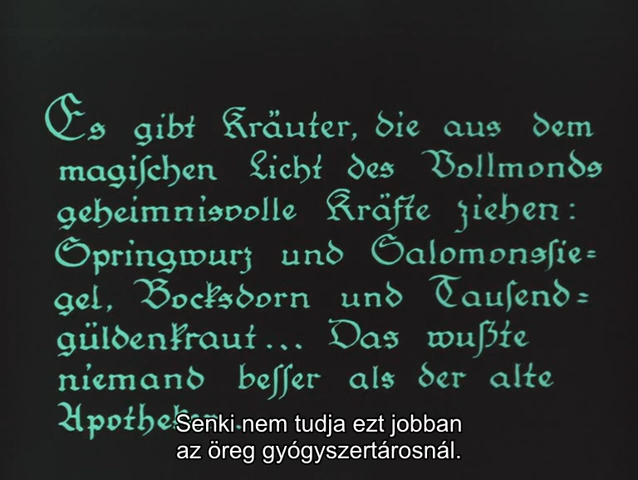 Es gibt Kräuter, die aus dem
magiſchen Licht des Vollmonds
geheimnisvolle Kräfte ziehen:
Springwurz und Salomonsſie=
gel, Bocksdorn und Tauſend=
güldenkraut... Das wußte
niemand beſſer als der alte
Apotheker
Senki nem tudja ezt jobban
az öreg gyógyszertárosnál.